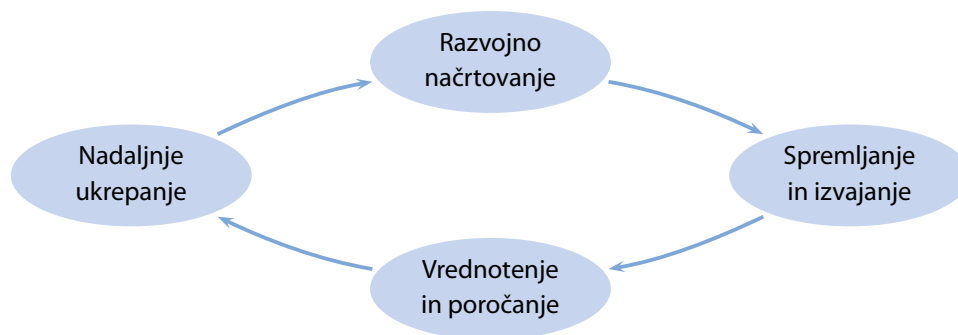 Razvojno
načrtovanje
Nadaljnje
ukrepanje
Spremljanje
in izvajanje
Vrednotenje
in poročanje